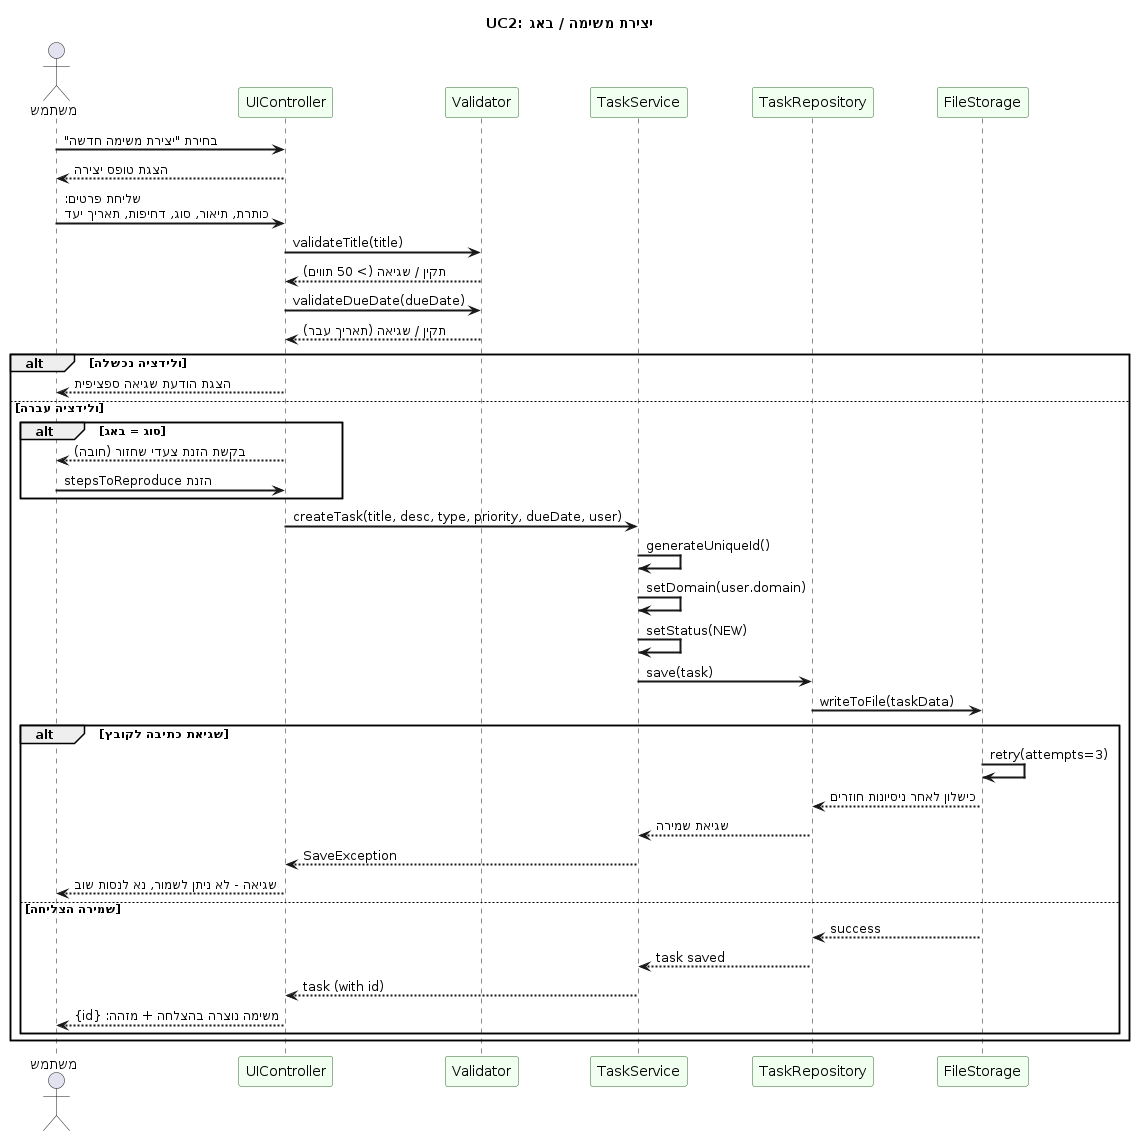 UC2: יצירת משימה / באג
משתמש
UIController
Validator
TaskService
TaskRepository
FileStorage
בחירת "יצירת משימה חדשה"
הצגת טופס יצירה
שליחת פרטים:
כותרת, תיאור, סוג, דחיפות, תאריך יעד
validateTitle(title)
תקין / שגיאה (> 50 תווים)
validateDueDate(dueDate)
תקין / שגיאה (תאריך עבר)
alt [ולידציה נכשלה]
הצגת הודעת שגיאה ספציפית
[ולידציה עברה]
alt [סוג = באג]
בקשת הזנת צעדי שחזור (חובה)
הזנת stepsToReproduce
createTask(title, desc, type, priority, dueDate, user)
generateUniqueId()
setDomain(user.domain)
setStatus(NEW)
save(task)
writeToFile(taskData)
alt [שגיאת כתיבה לקובץ]
retry(attempts=3)
כישלון לאחר ניסיונות חוזרים
שגיאת שמירה
SaveException
שגיאה - לא ניתן לשמור, נא לנסות שוב
[שמירה הצליחה]
success
task saved
task (with id)
משימה נוצרה בהצלחה + מזהה: {id}
משתמש
UIController
Validator
TaskService
TaskRepository
FileStorage